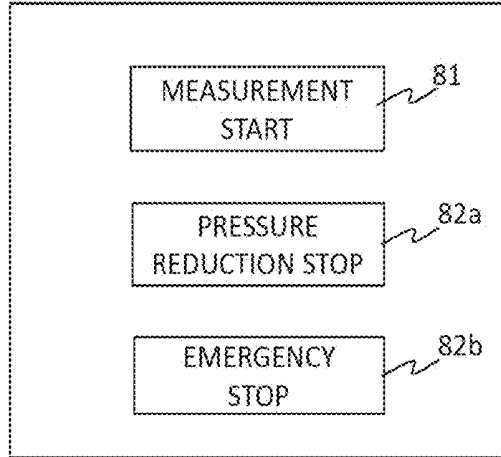 MEASUREMENT
START
81
PRESSURE
REDUCTION STOP
82a
EMERGENCY
STOP
82b